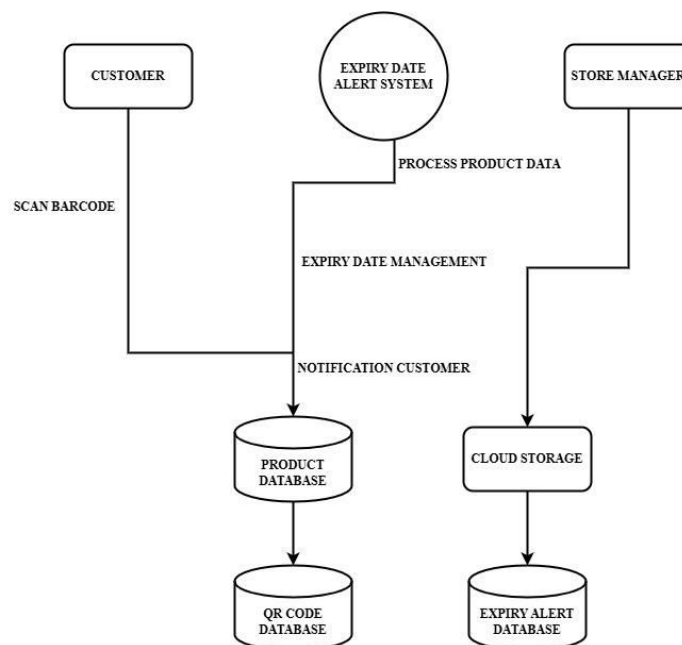 CUSTOMER
EXPIRY DATE
ALERT SYSTEM
STORE MANAGER
PROCESS PRODUCT DATA
SCAN BARCODE
EXPIRY DATE MANAGEMENT
NOTIFICATION CUSTOMER
PRODUCT
DATABASE
CLOUD STORAGE
QR CODE
DATABASE
EXPIRY ALERT
DATABASE